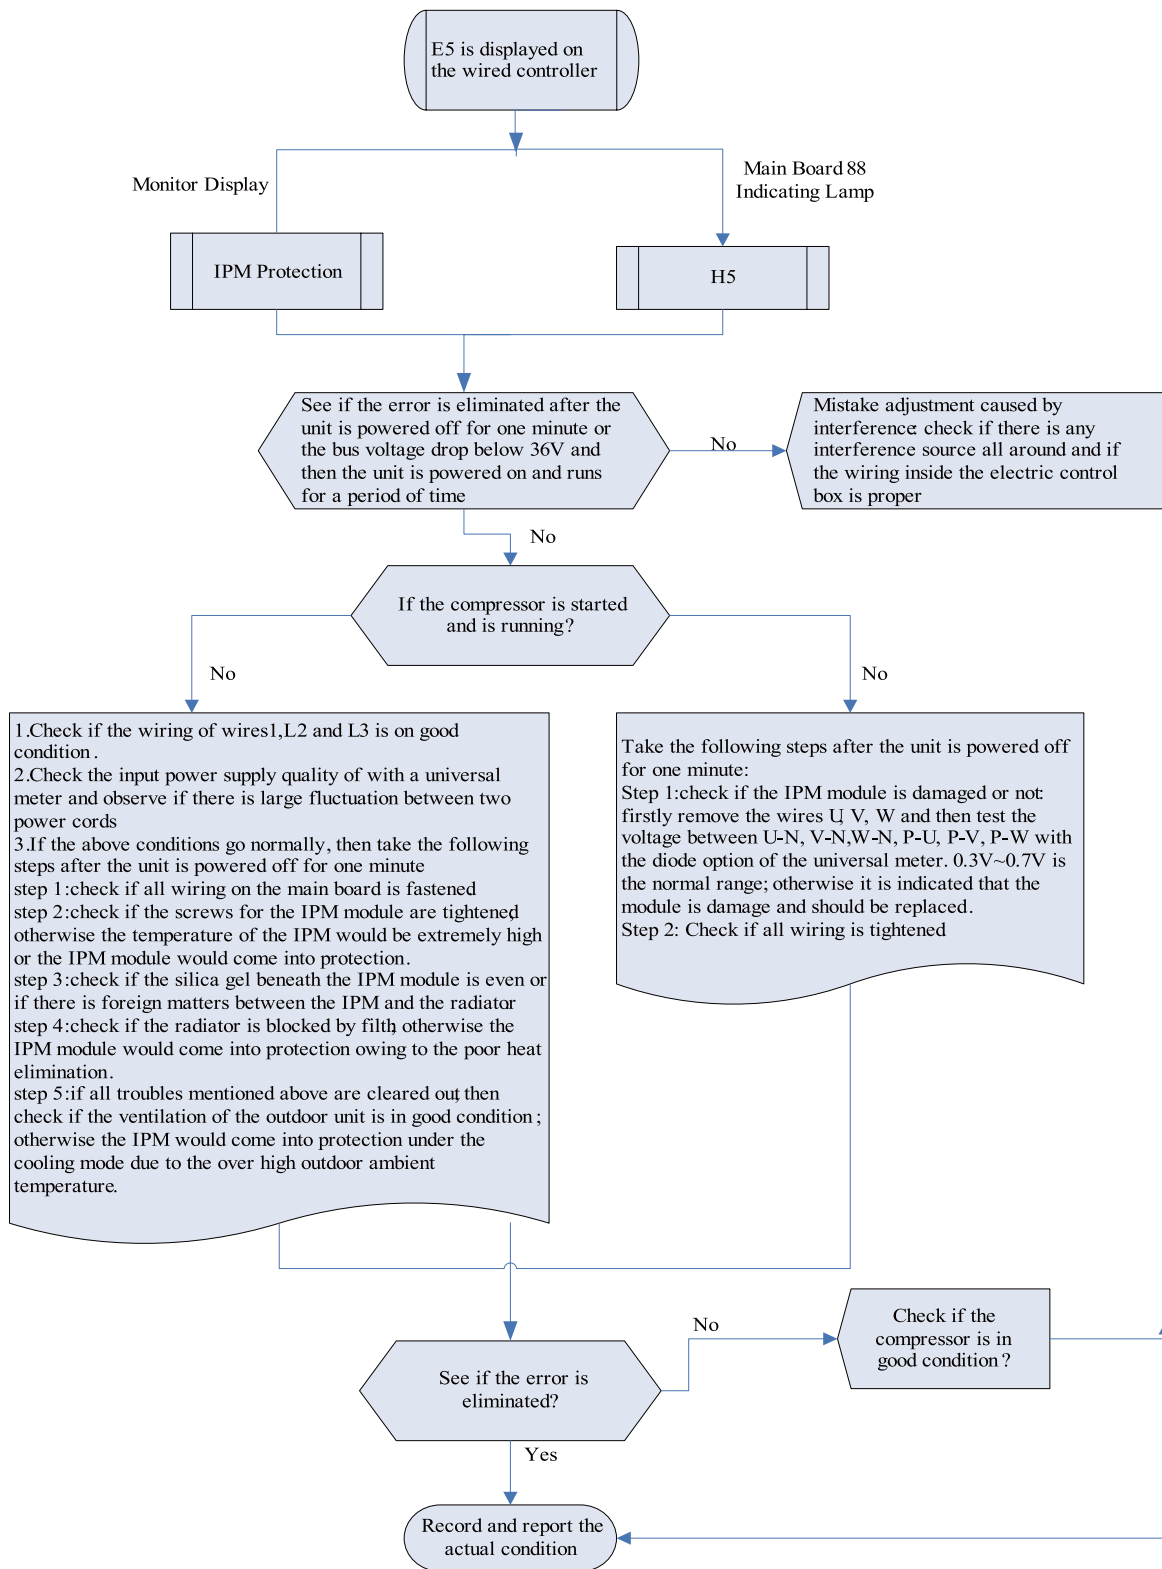 E5 is displayed on
the wired controller
Monitor Display
Main Board 88
Indicating Lamp
IPM Protection
H5
See if the error is eliminated after the
unit is powered off for one minute or
the bus voltage drop below 36V and
then the unit is powered on and runs
for a period of time
No
Mistake adjustment caused by
interference: check if there is any
interference source all around and if
the wiring inside the electric control
box is proper
No
If the compressor is started
and is running?
No
No
1.Check if the wiring of wires1,L2 and L3 is on good
condition.
2.Check the input power supply quality of with a universal
meter and observe if there is large fluctuation between two
power cords
3.If the above conditions go normally, then take the following
steps after the unit is powered off for one minute
step 1:check if all wiring on the main board is fastened
step 2:check if the screws for the IPM module are tightened,
otherwise the temperature of the IPM would be extremely high
or the IPM module would come into protection.
step 3:check if the silica gel beneath the IPM module is even or
if there is foreign matters between the IPM and the radiator
step 4:check if the radiator is blocked by filth; otherwise the
IPM module would come into protection owing to the poor heat
elimination.
step 5:if all troubles mentioned above are cleared out, then
check if the ventilation of the outdoor unit is in good condition;
otherwise the IPM would come into protection under the
cooling mode due to the over high outdoor ambient
temperature.
Take the following steps after the unit is powered off
for one minute:
Step 1:check if the IPM module is damaged or not:
firstly remove the wires U, V, W and then test the
voltage between U-N, V-N,W-N, P-U, P-V, P-W with
the diode option of the universal meter. 0.3V~0.7V is
the normal range; otherwise it is indicated that the
module is damage and should be replaced.
Step 2: Check if all wiring is tightened
See if the error is
eliminated?
No
Check if the
compressor is in
good condition?
Yes
Record and report the
actual condition